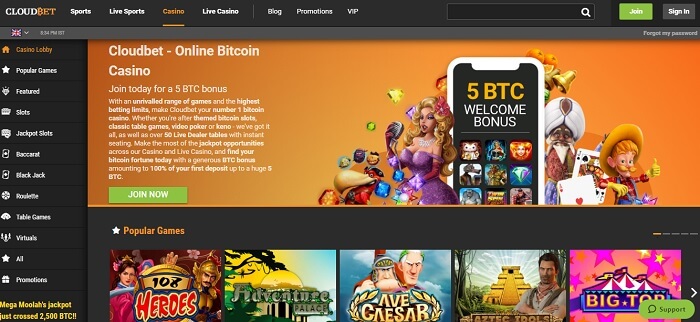 CLOUDBET
Sports
Live Sports
Casino
Live Casino
Blog
Promotions
VIP
Join
Sign In
8:34 PM IST
Forgot my password
Casino Lobby
Popular Games
Featured
Slots
Jackpot Slots
Baccarat
Black Jack
Roulette
Table Games
Virtuals
All
Promotions
Mega Moolah's jackpot
just crossed 2,500 BTC!!
Cloudbet - Online Bitcoin
Casino
Join today for a 5 BTC bonus
With an unrivalled range of games and the highest
betting limits, make Cloudbet your number 1 bitcoin
casino. Whether you're after themed bitcoin slots,
classic table games, video poker or keno - we've got it
all, as well as over 50 Live Dealer tables with instant
seating. Make the most of the jackpot opportunities
across our Casino and Live Casino, and find your
bitcoin fortune today with a generous BTC bonus
amounting to 100% of your first deposit up to a huge 5
BTC.
JOIN NOW
5 BTC
WELCOME
BONUS
Popular Games
108
HEROES
Adventure
PALACE
AVE
CAESAR
AZTEC IDOLS
BIG TOP
Support